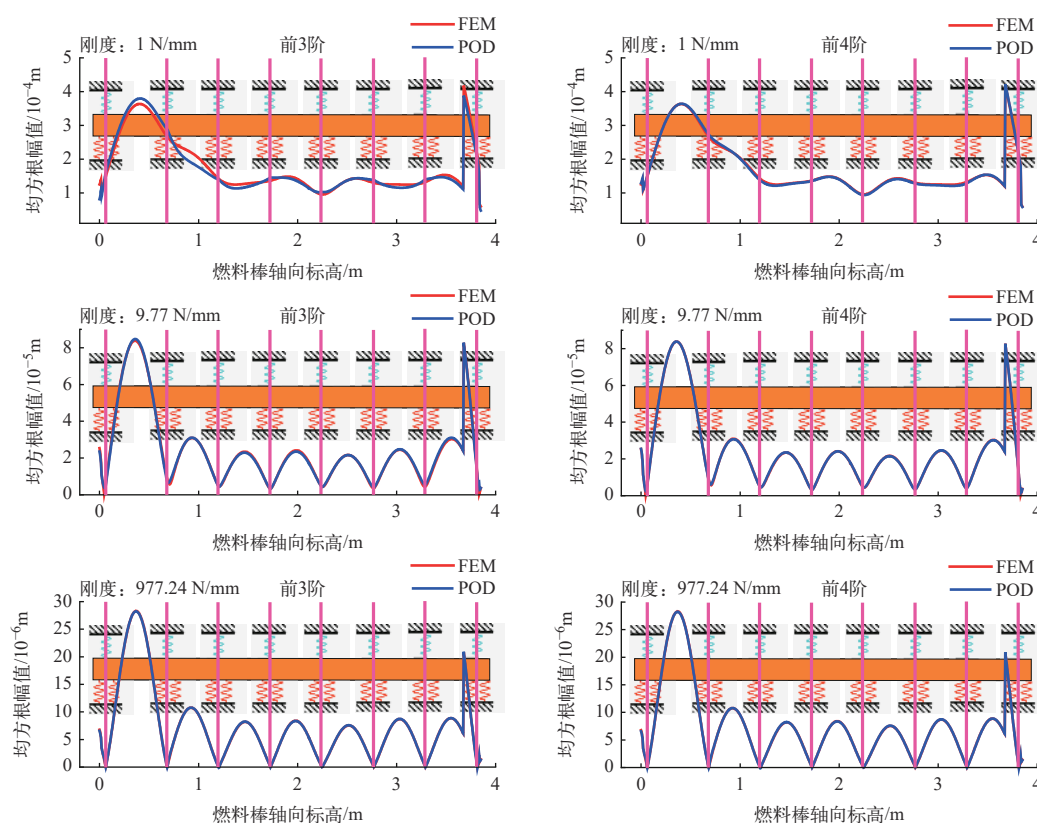 FEM
刚度：1 N/mm 前3阶 POD
5
4
3
2
1
均方根幅值/10⁻⁴m
0 1 2 3 4
燃料棒轴向标高/m
FEM
刚度：1 N/mm 前4阶 POD
5
4
3
2
1
均方根幅值/10⁻⁴m
0 1 2 3 4
燃料棒轴向标高/m
FEM
刚度：9.77 N/mm 前3阶 POD
8
6
4
2
0
均方根幅值/10⁻⁵m
0 1 2 3 4
燃料棒轴向标高/m
FEM
刚度：9.77 N/mm 前4阶 POD
8
6
4
2
0
均方根幅值/10⁻⁵m
0 1 2 3 4
燃料棒轴向标高/m
FEM
刚度：977.24 N/mm 前3阶 POD
30
25
20
15
10
5
0
均方根幅值/10⁻⁶m
0 1 2 3 4
燃料棒轴向标高/m
FEM
刚度：977.24 N/mm 前4阶 POD
30
25
20
15
10
5
0
均方根幅值/10⁻⁶m
0 1 2 3 4
燃料棒轴向标高/m